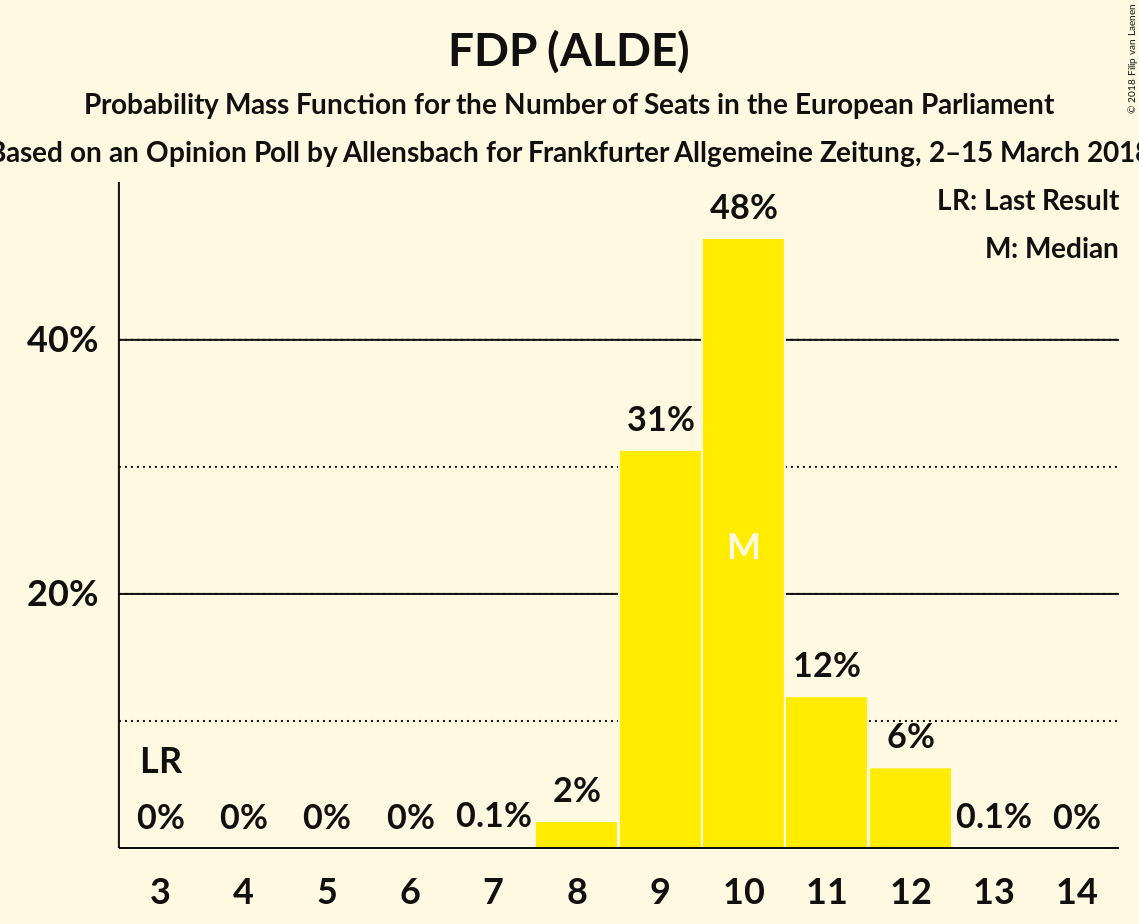 FDP (ALDE)
Probability Mass Function for the Number of Seats in the European Parliament
Based on an Opinion Poll by Allensbach for Frankfurter Allgemeine Zeitung, 2–15 March 2018
© 2018 Filip van Laenen
LR: Last Result
M: Median
48%
40%
31%
M
20%
12%
6%
LR
2%
0% 0% 0% 0% 0.1% 0.1% 0%
3 4 5 6 7 8 9 10 11 12 13 14